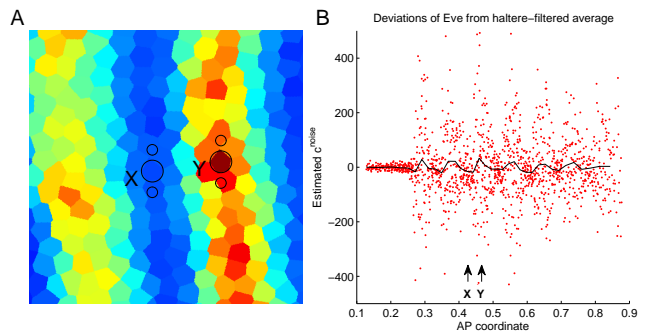 A
X
Y
B
Deviations of Eve from haltere−filtered average
Estimated c^noise
400
200
0
−200
−400
X Y
0.1 0.2 0.3 0.4 0.5 0.6 0.7 0.8 0.9
AP coordinate